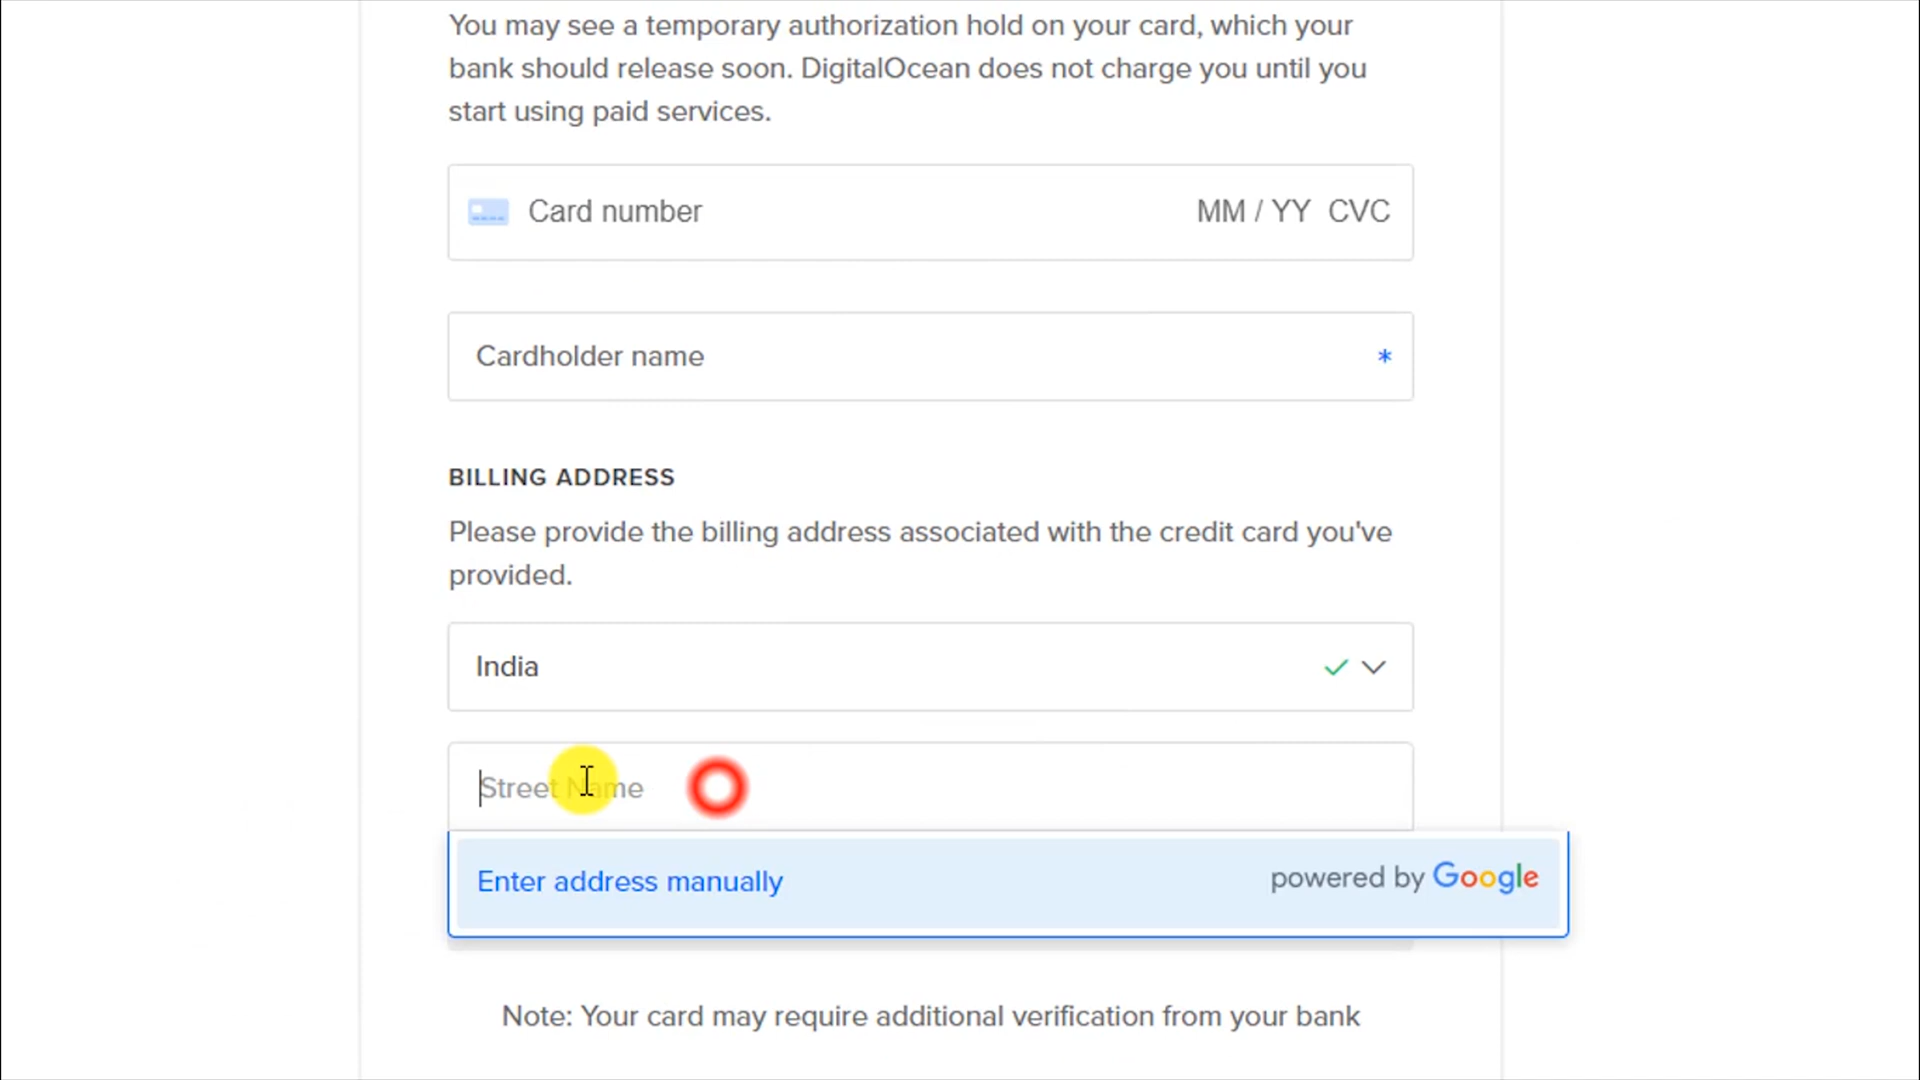 You may see a temporary authorization hold on your card, which your
bank should release soon. DigitalOcean does not charge you until you
start using paid services.
Card number MM / YY CVC
Cardholder name *
BILLING ADDRESS
Please provide the billing address associated with the credit card you've
provided.
India
Street Name
Enter address manually powered by Google
Note: Your card may require additional verification from your bank